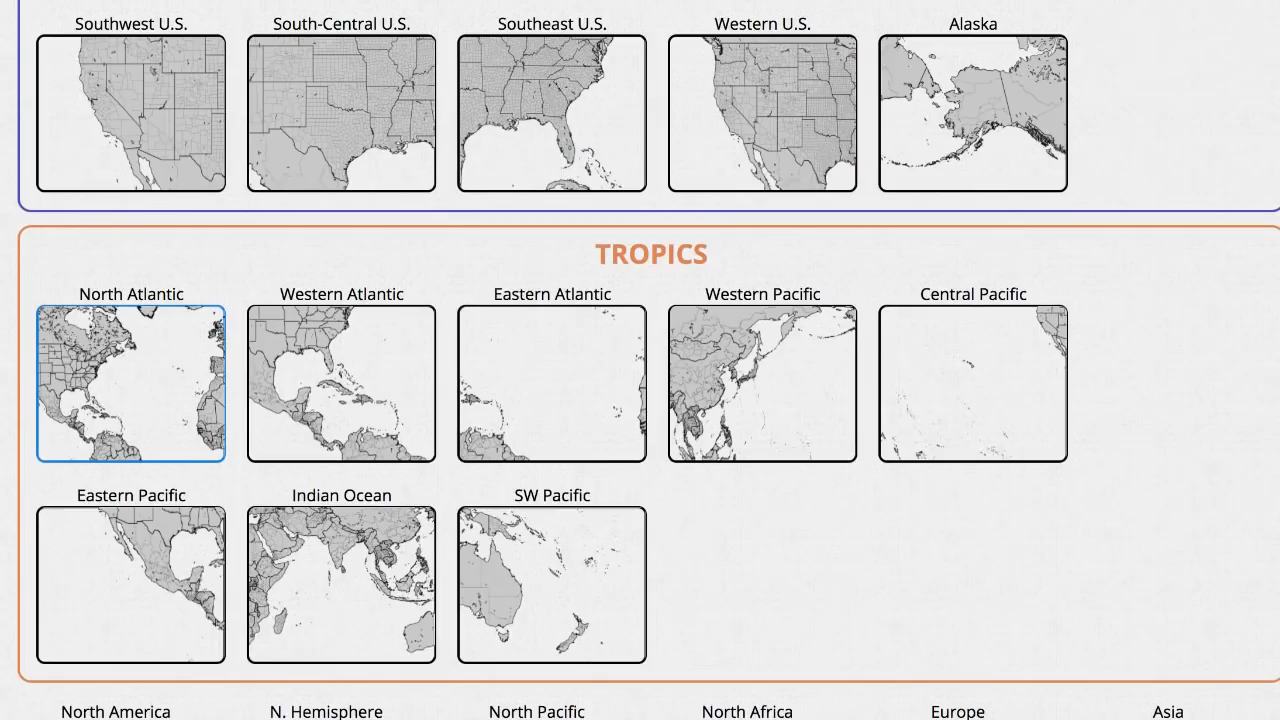 Southwest U.S. South-Central U.S. Southeast U.S. Western U.S. Alaska
TROPICS
North Atlantic Western Atlantic Eastern Atlantic Western Pacific Central Pacific
Eastern Pacific Indian Ocean SW Pacific
North America N. Hemisphere North Pacific North Africa Europe Asia